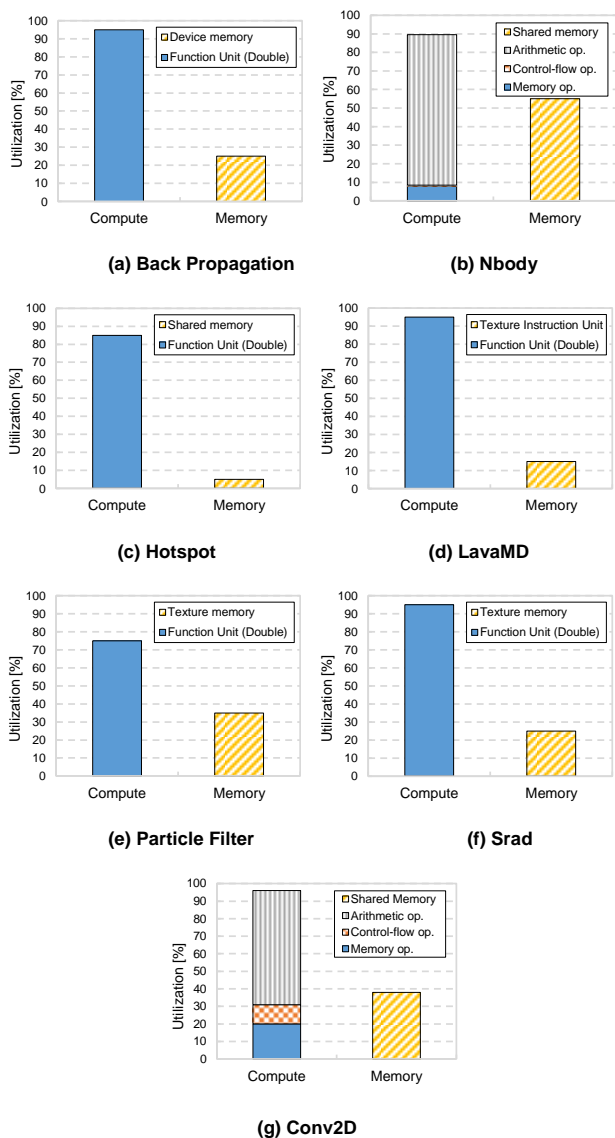 100
90
80
70
60
50
40
30
20
10
0
Utilization [%]
Device memory
Function Unit (Double)
Compute
Memory
(a) Back Propagation
100
90
80
70
60
50
40
30
20
10
0
Utilization [%]
Shared memory
Arithmetic op.
Control-flow op.
Memory op.
Compute
Memory
(b) Nbody
100
90
80
70
60
50
40
30
20
10
0
Utilization [%]
Shared memory
Function Unit (Double)
Compute
Memory
(c) Hotspot
100
90
80
70
60
50
40
30
20
10
0
Utilization [%]
Texture Instruction Unit
Function Unit (Double)
Compute
Memory
(d) LavaMD
100
90
80
70
60
50
40
30
20
10
0
Utilization [%]
Texture memory
Function Unit (Double)
Compute
Memory
(e) Particle Filter
100
90
80
70
60
50
40
30
20
10
0
Utilization [%]
Texture memory
Function Unit (Double)
Compute
Memory
(f) Srad
100
90
80
70
60
50
40
30
20
10
0
Utilization [%]
Shared Memory
Arithmetic op.
Control-flow op.
Memory op.
Compute
Memory
(g) Conv2D